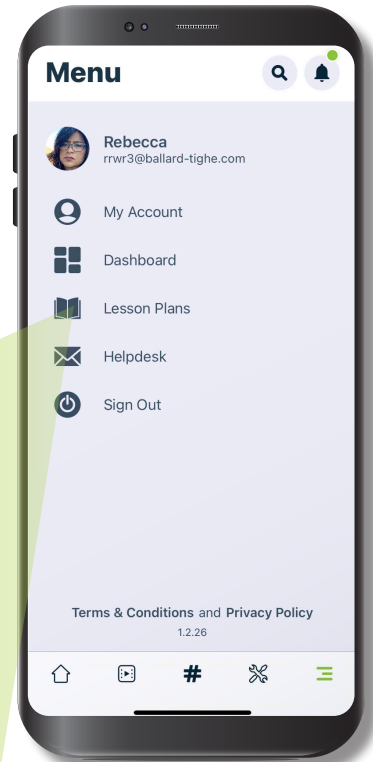 Menu
Rebecca
rrwr3@ballard-tighe.com
My Account
Dashboard
Lesson Plans
Helpdesk
Sign Out
Terms & Conditions and Privacy Policy
1.2.26
#